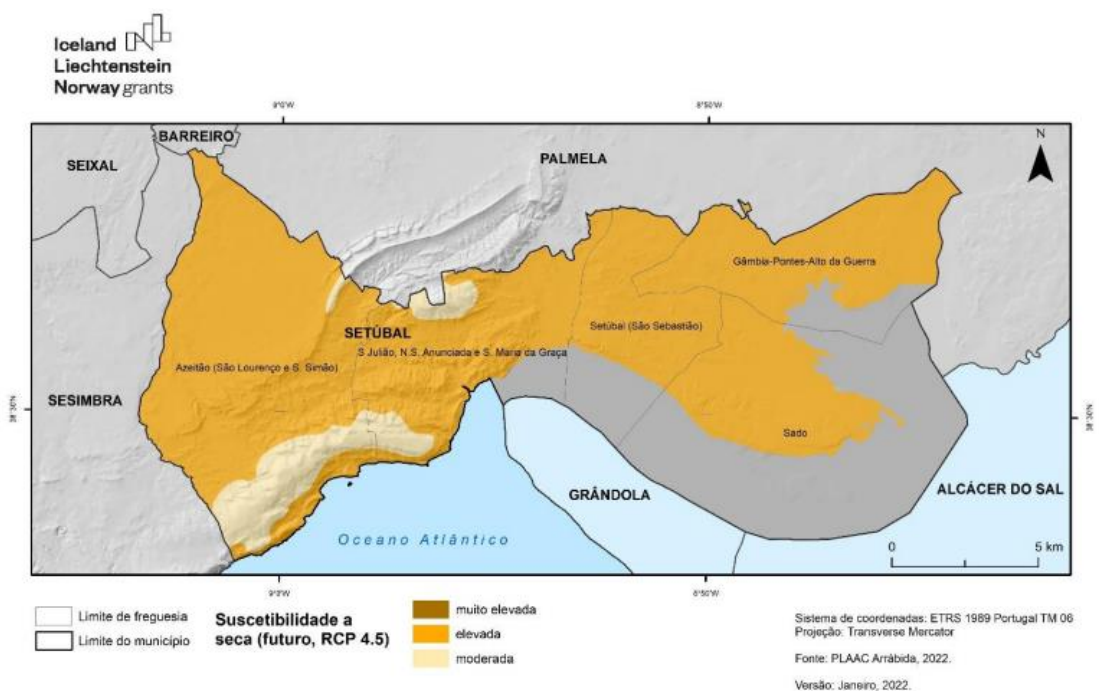 Iceland
Liechtenstein
Norway grants
9°0'W
8°50'W
BARREIRO
SEIXAL
PALMELA
N
Gâmbia-Pontes-Alto da Guerra
SETÚBAL
Setúbal (São Sebastião)
S Julião, N.S. Anunciada e S. Maria da Graça
Azeitão (São Lourenço e S. Simão)
SESIMBRA
38°30'N
38°30'N
Sado
GRÂNDOLA
ALCÁCER DO SAL
Oceano Atlântico
0
5 km
9°0'W
8°50'W
Limite de freguesia
Limite do município
Suscetibilidade a
seca (futuro, RCP 4.5)
muito elevada
elevada
moderada
Sistema de coordenadas: ETRS 1989 Portugal TM 06
Projeção: Transverse Mercator
Fonte: PLAAC Arrábida, 2022.
Versão: Janeiro, 2022.